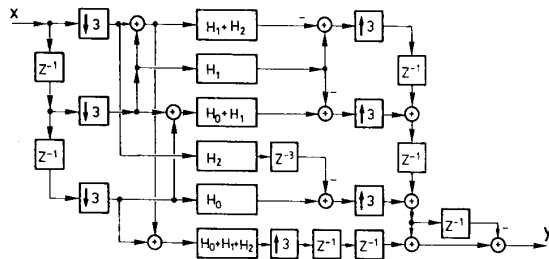 x
↓3
+
H₁+H₂
−
+
↑3
Z⁻¹
H₁
Z⁻¹
−
↓3
+
H₀+H₁
+
↑3
+
Z⁻¹
H₂
Z⁻³
Z⁻¹
−
↓3
H₀
+
↑3
+
Z⁻¹
−
+
H₀+H₁+H₂
↑3
Z⁻¹
Z⁻¹
+
+
y